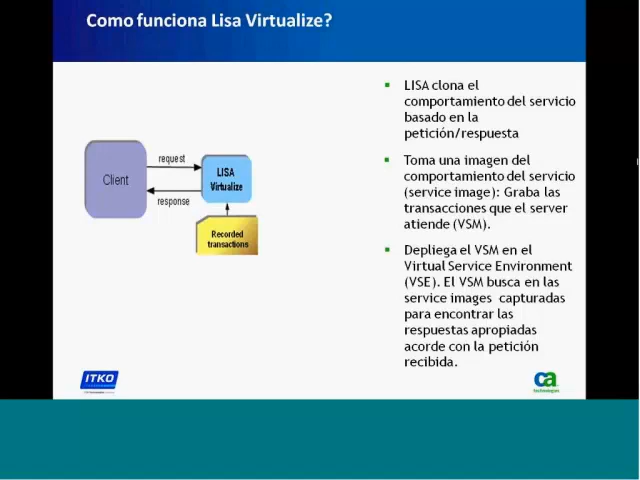 Como funciona Lisa Virtualize?
LISA clona el
comportamiento del servicio
basado en la
petición/respuesta
Toma una imagen del
comportamiento del servicio
(service image): Graba las
transacciones que el server
atiende (VSM).
Depliega el VSM en el
Virtual Service Environment
(VSE). El VSM busca en las
service images capturadas
para encontrar las
respuestas apropiadas
acorde con la petición
recibida.
Client
request
response
LISA
Virtualize
Recorded
transactions
ITKO
ca
technologies